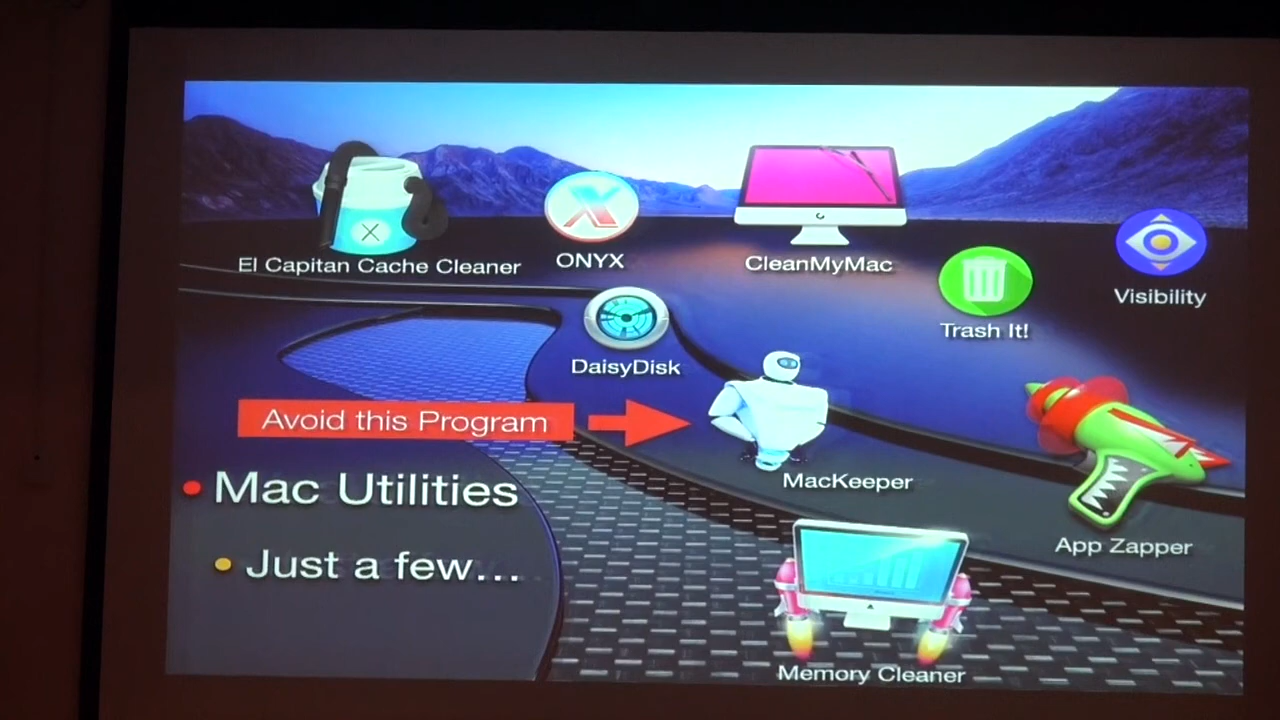 El Capitan Cache Cleaner
ONYX
CleanMyMac
Visibility
Trash It!
DaisyDisk
Avoid this Program
MacKeeper
• Mac Utilities
App Zapper
• Just a few...
Memory Cleaner